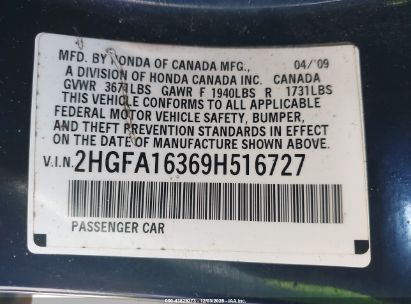 MFD. BY HONDA OF CANADA MFG., 04/'09
A DIVISION OF HONDA CANADA INC. CANADA
GVWR 3671LBS GAWR F 1940LBS R 1731LBS
THIS VEHICLE CONFORMS TO ALL APPLICABLE
FEDERAL MOTOR VEHICLE SAFETY, BUMPER,
AND THEFT PREVENTION STANDARDS IN EFFECT
ON THE DATE OF MANUFACTURE SHOWN ABOVE.
V.I.N. 2HGFA16369H516727
PASSENGER CAR